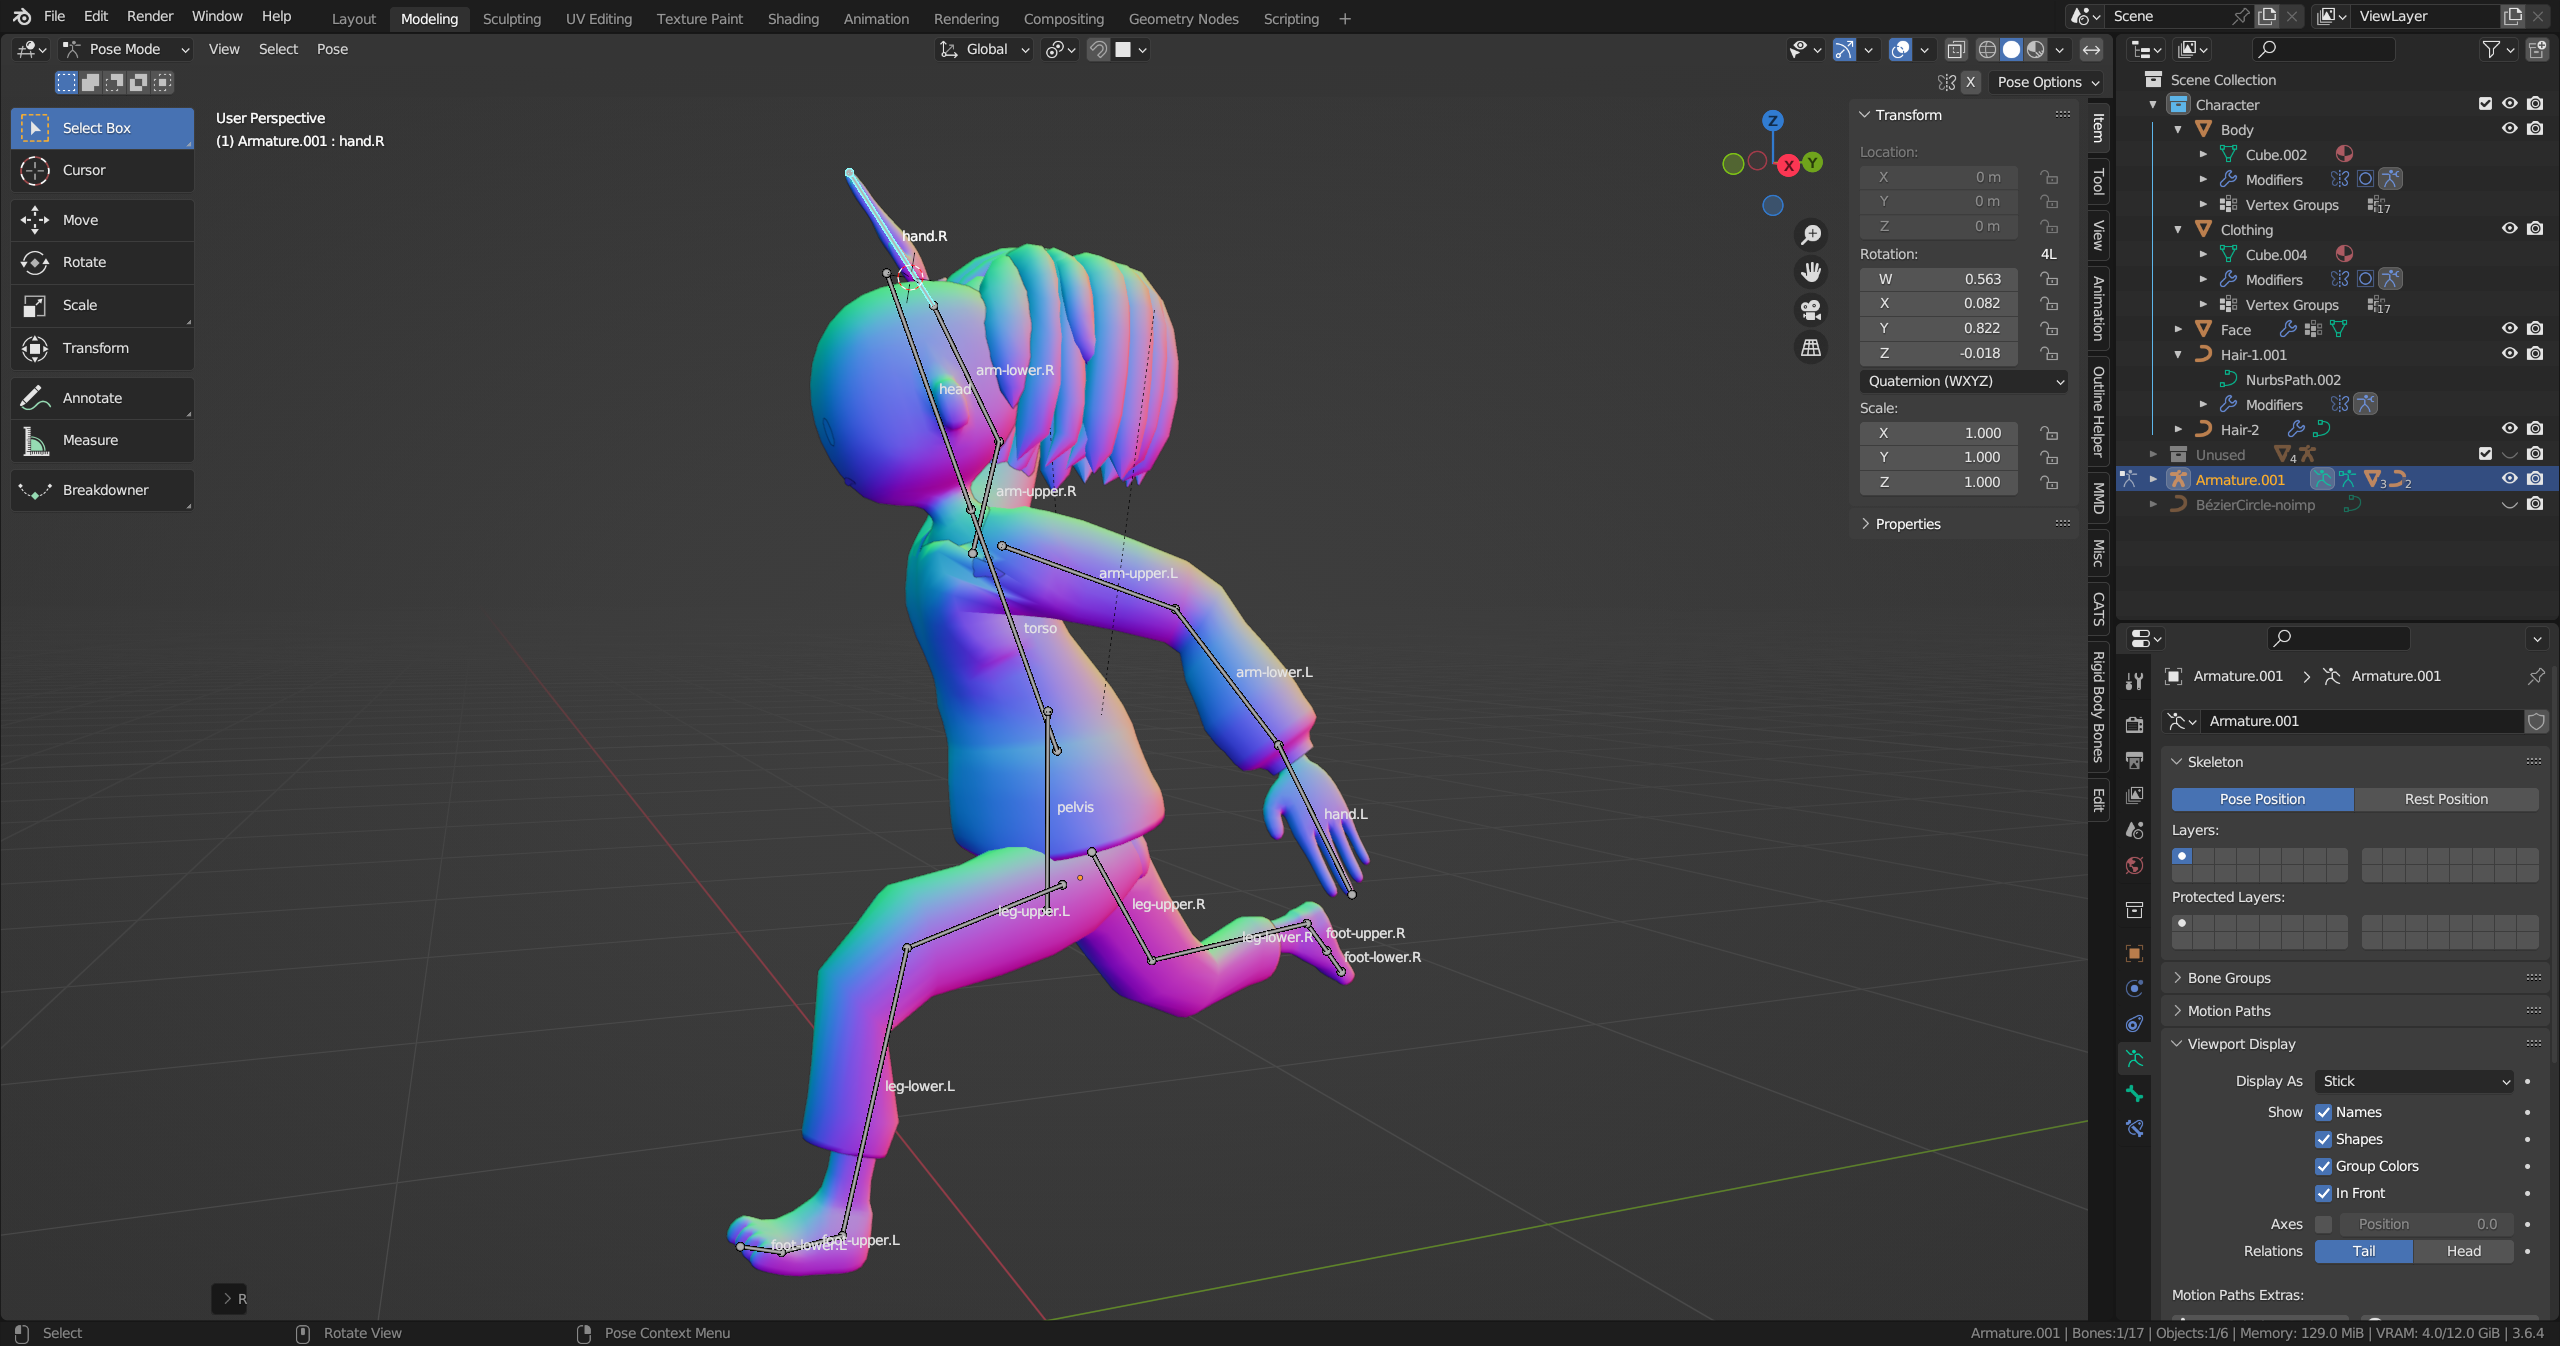 File Edit Render Window Help Layout Modeling Sculpting UV Editing Texture Paint Shading Animation Rendering Compositing Geometry Nodes Scripting + Scene ViewLayer
Pose Mode View Select Pose Global
X Pose Options
Select Box
Cursor
Move
Rotate
Scale
Transform
Annotate
Measure
Breakdowner
User Perspective
(1) Armature.001 : hand.R
hand.R
arm-lower.R
head
arm-upper.R
arm-upper.L
torso
arm-lower.L
pelvis
hand.L
leg-upper.R
leg-upper.L
foot-upper.R
leg-lower.R
foot-lower.R
leg-lower.L
foot-upper.L
foot-lower.L
R
Z
X
Y
Transform
Location:
X 0 m
Y 0 m
Z 0 m
Rotation: 4L
W 0.563
X 0.082
Y 0.822
Z -0.018
Quaternion (WXYZ)
Scale:
X 1.000
Y 1.000
Z 1.000
Properties
Item
Tool
View
Animation
Outline Helper
MMD
Misc
CATS
Rigid Body Bones
Edit
Scene Collection
Character
Body
Cube.002
Modifiers
Vertex Groups 17
Clothing
Cube.004
Modifiers
Vertex Groups 17
Face
Hair-1.001
NurbsPath.002
Modifiers
Hair-2
Unused 4
Armature.001 3 2
BézierCircle-noimp
Armature.001 > Armature.001
Armature.001
Skeleton
Pose Position Rest Position
Layers:
Protected Layers:
Bone Groups
Motion Paths
Viewport Display
Display As Stick
Show Names
Shapes
Group Colors
In Front
Axes Position 0.0
Relations Tail Head
Motion Paths Extras:
Select Rotate View Pose Context Menu
Armature.001 | Bones:1/17 | Objects:1/6 | Memory: 129.0 MiB | VRAM: 4.0/12.0 GiB | 3.6.4